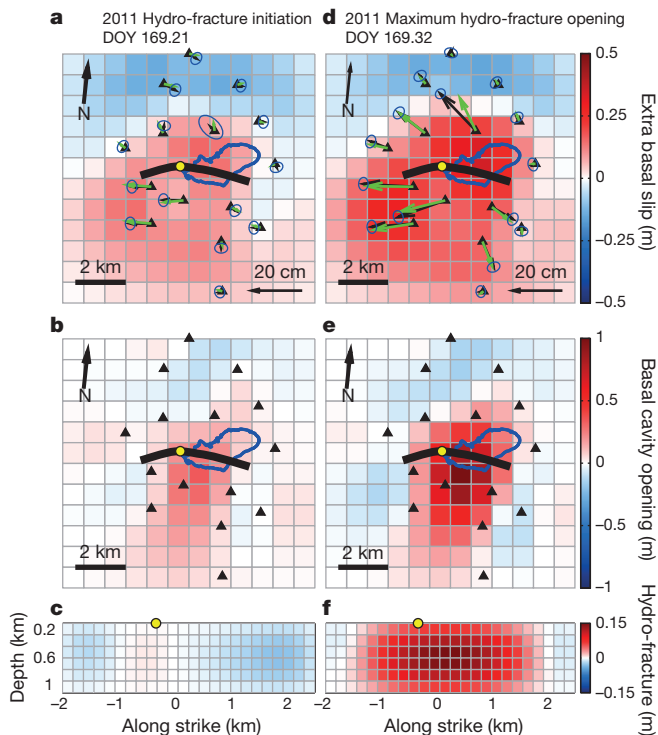 a 2011 Hydro-fracture initiation
DOY 169.21
d 2011 Maximum hydro-fracture opening
DOY 169.32
N
2 km
20 cm
N
2 km
20 cm
0.5
0.25
0
−0.25
−0.5
Extra basal slip (m)
b
N
2 km
e
N
2 km
1
0.5
0
−0.5
−1
Basal cavity opening (m)
c
Depth (km)
0.2
0.6
1
−2 −1 0 1 2
Along strike (km)
f
−2 −1 0 1 2
Along strike (km)
0.15
0
−0.15
Hydro-fracture (m)